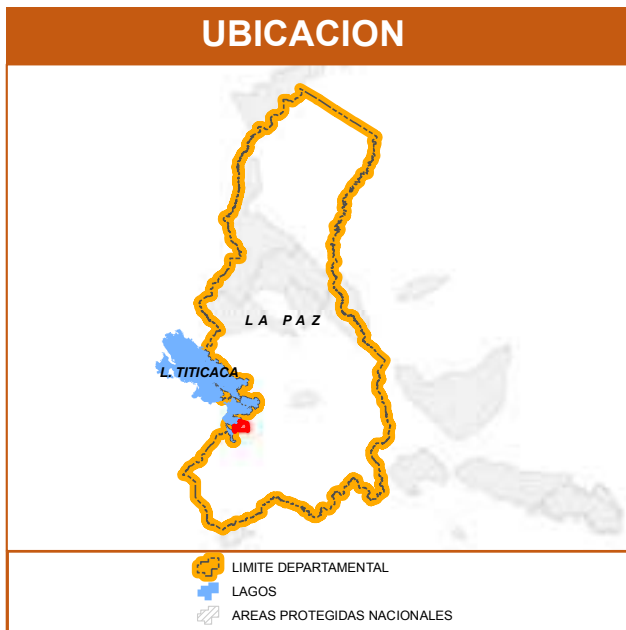 UBICACION
L A P A Z
L. TITICACA
LIMITE DEPARTAMENTAL
LAGOS
AREAS PROTEGIDAS NACIONALES